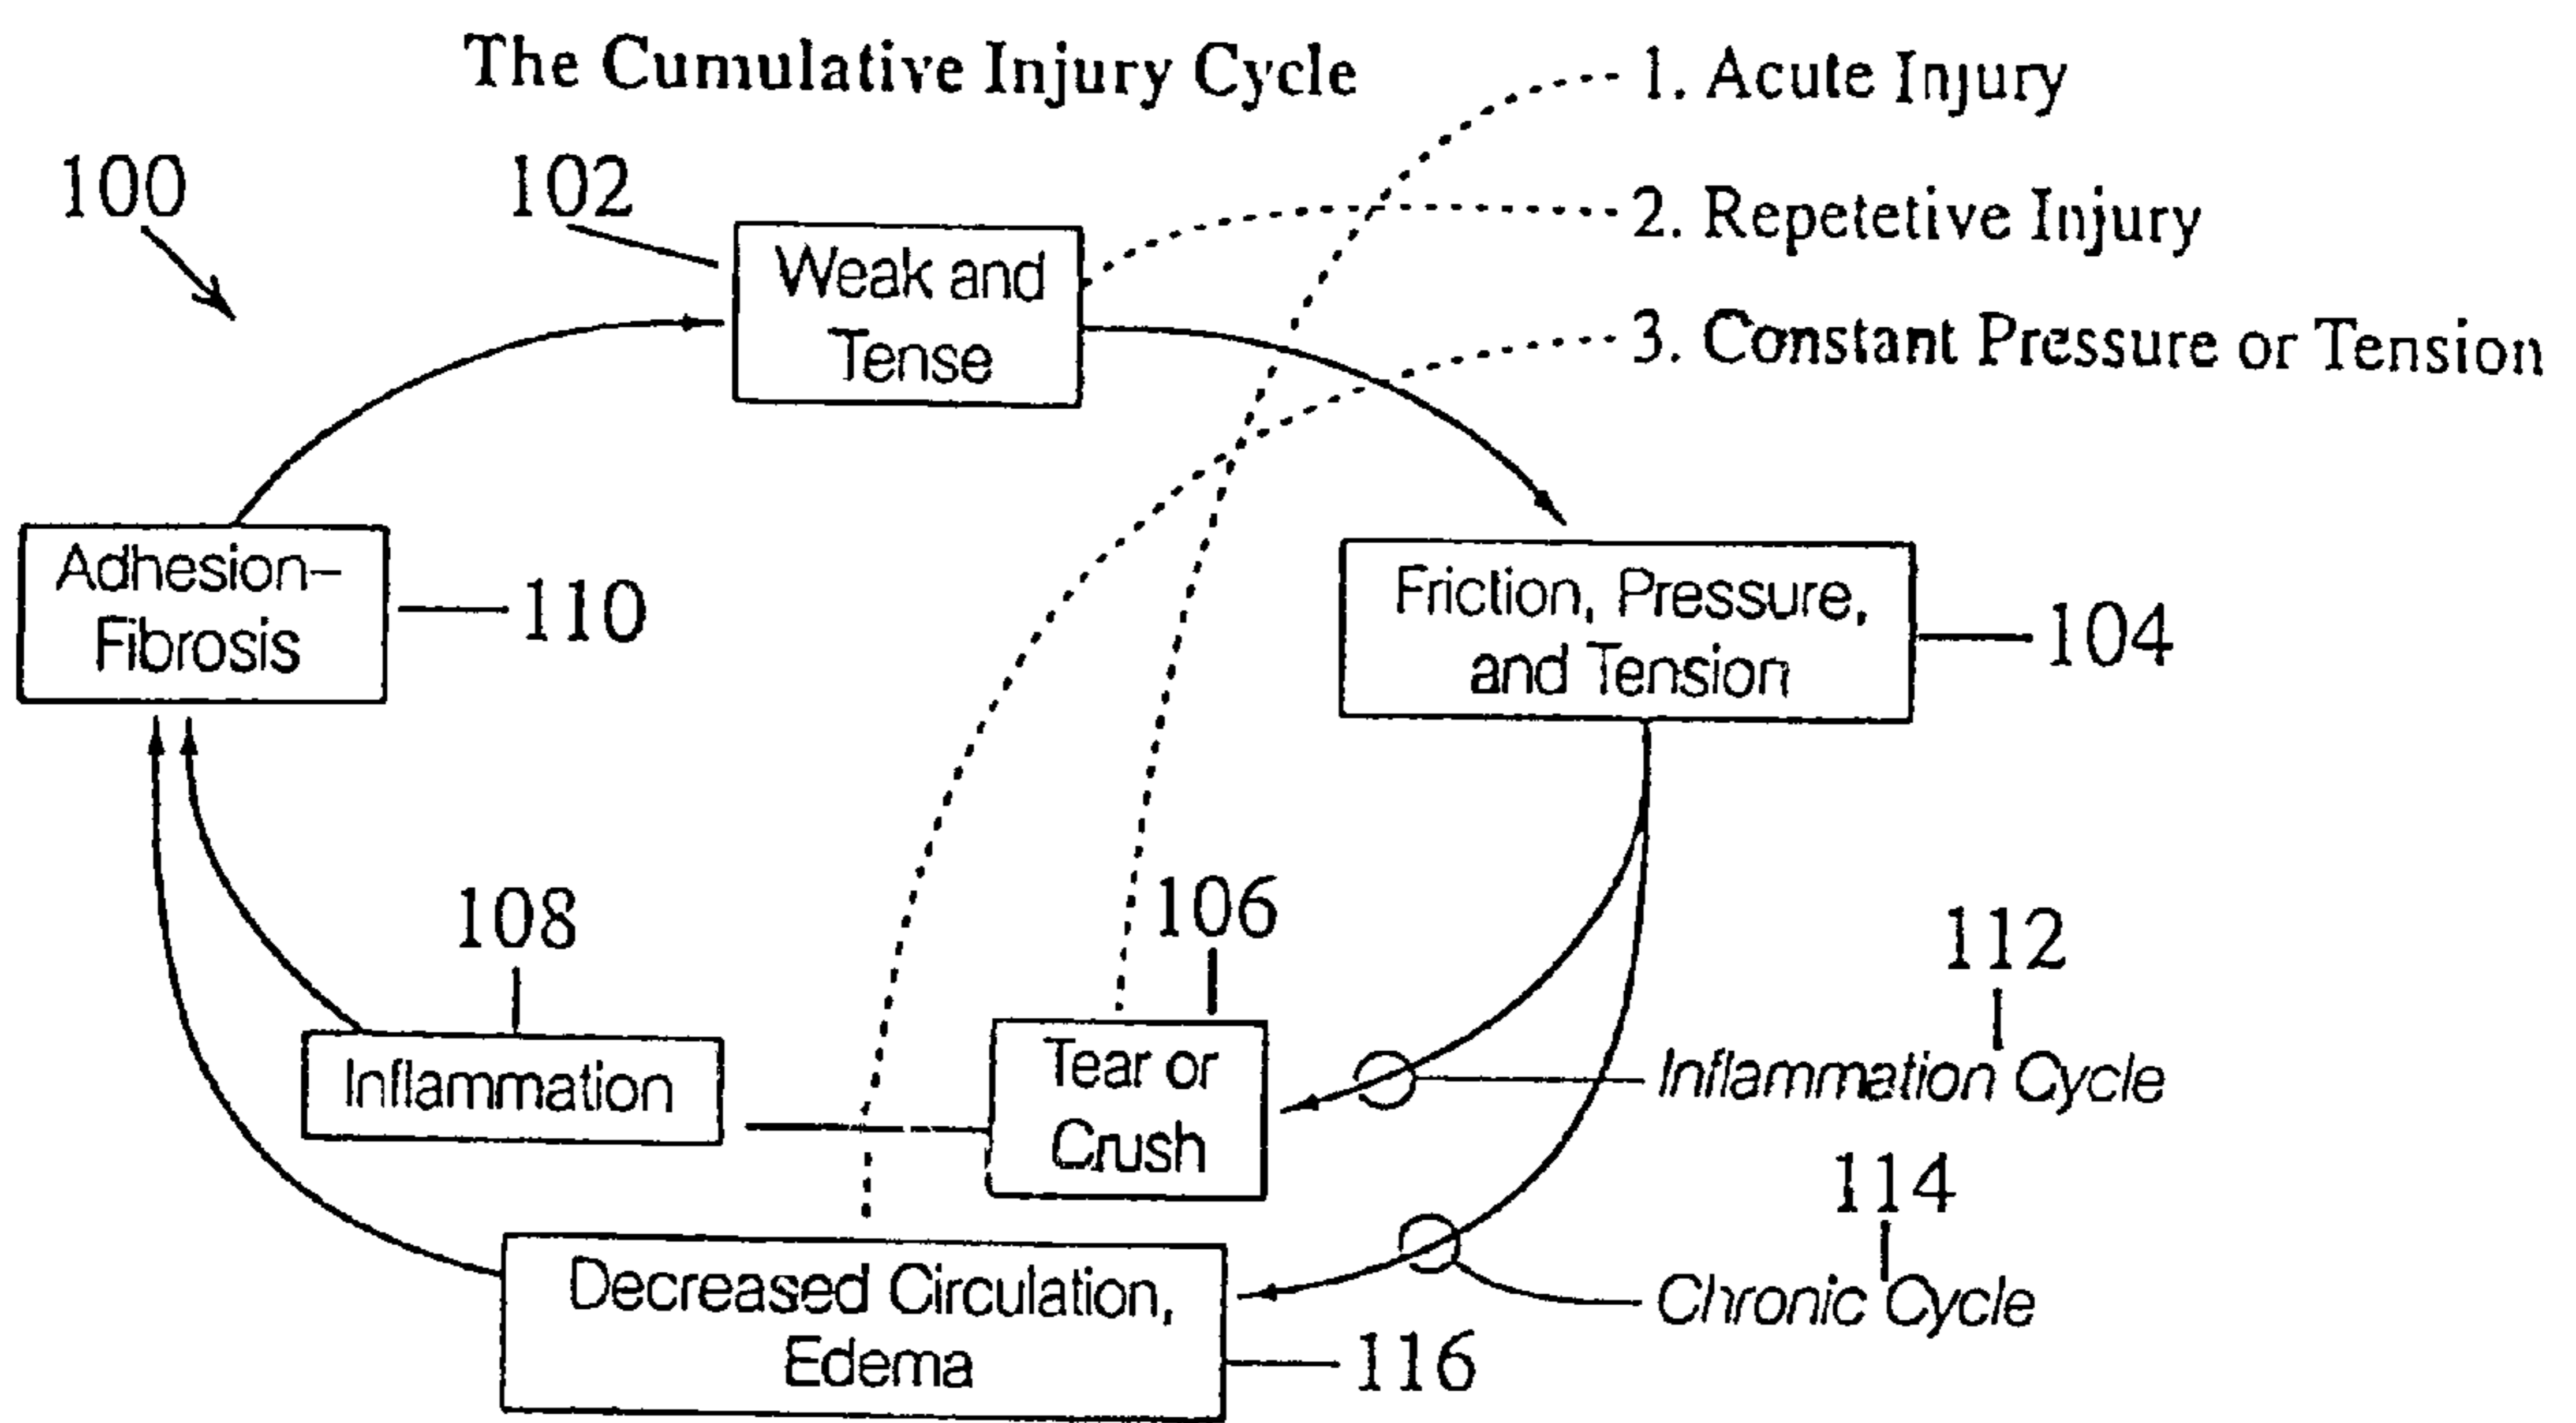 The Cumulative Injury Cycle
1. Acute Injury
100
102
2. Repetetive Injury
Weak and
Tense
3. Constant Pressure or Tension
Adhesion–
Fibrosis
110
Friction, Pressure,
and Tension
104
108
106
112
Inflammation
Tear or
Crush
Inflammation Cycle
114
Decreased Circulation,
Edema
Chronic Cycle
116